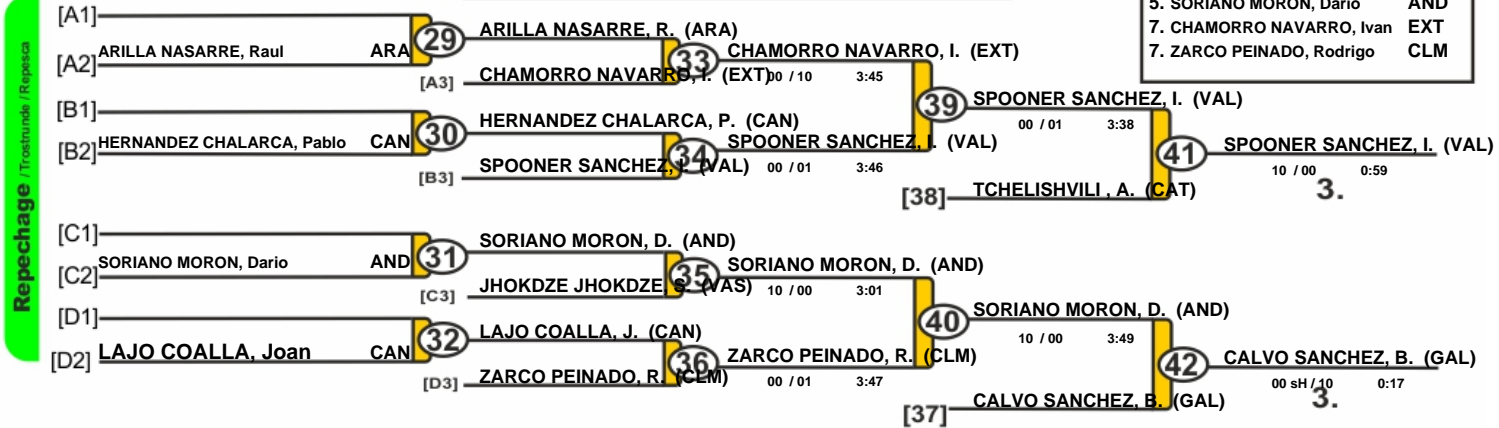 5. SORIANO MORON, Dario AND
7. CHAMORRO NAVARRO, Ivan EXT
7. ZARCO PEINADO, Rodrigo CLM
Repechage / Trostrunde / Repesca
[A1]
[A2] ARILLA NASARRE, Raul ARA
29
ARILLA NASARRE, R. (ARA)
[A3] CHAMORRO NAVARRO, I. (EXT)
33
CHAMORRO NAVARRO, I. (EXT)
00 / 10 3:45
[B1]
[B2] HERNANDEZ CHALARCA, Pablo CAN
30
HERNANDEZ CHALARCA, P. (CAN)
[B3] SPOONER SANCHEZ, I. (VAL)
34
SPOONER SANCHEZ, I. (VAL)
00 / 01 3:46
39
SPOONER SANCHEZ, I. (VAL)
00 / 01 3:38
[38] TCHELISHVILI , A. (CAT)
41
SPOONER SANCHEZ, I. (VAL)
10 / 00 0:59
3.
[C1]
[C2] SORIANO MORON, Dario AND
31
SORIANO MORON, D. (AND)
[C3] JHOKDZE JHOKDZE, S. (VAS)
35
SORIANO MORON, D. (AND)
10 / 00 3:01
[D1]
[D2] LAJO COALLA, Joan CAN
32
LAJO COALLA, J. (CAN)
[D3] ZARCO PEINADO, R. (CLM)
36
ZARCO PEINADO, R. (CLM)
00 / 01 3:47
40
SORIANO MORON, D. (AND)
10 / 00 3:49
[37] CALVO SANCHEZ, B. (GAL)
42
CALVO SANCHEZ, B. (GAL)
00 sH / 10 0:17
3.